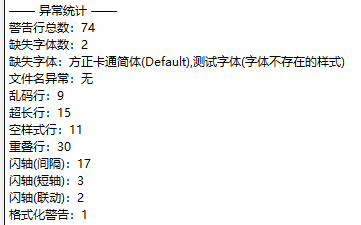 —— 异常统计 ——
警告行总数：74
缺失字体数：2
缺失字体：方正卡通简体(Default),测试字体(字体不存在的样式)
文件名异常：无
乱码行：9
超长行：15
空样式行：11
重叠行：30
闪轴(间隔)：17
闪轴(短轴)：3
闪轴(联动)：2
格式化警告：1